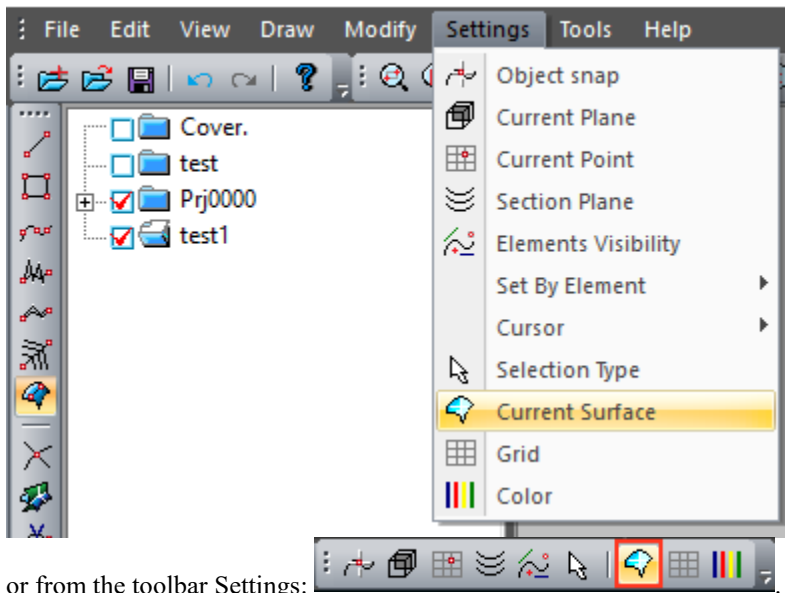 File Edit View Draw Modify Settings Tools Help
Object snap
Cover. Current Plane
test Current Point
Prj0000 Section Plane
test1 Elements Visibility
Set By Element
Cursor
Selection Type
Current Surface
Grid
Color
or from the toolbar Settings: .